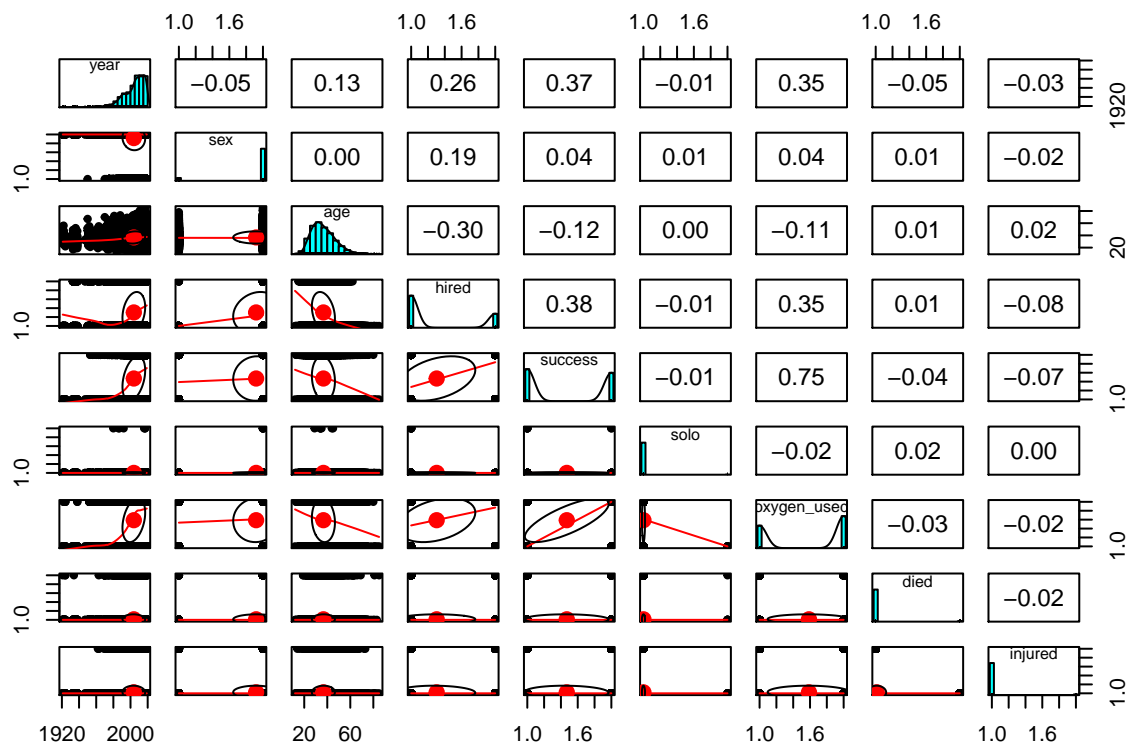 1.0 1.6 1.0 1.6 1.0 1.6 1.0 1.6
year −0.05 0.13 0.26 0.37 −0.01 0.35 −0.05 −0.03 1920
1.0 sex 0.00 0.19 0.04 0.01 0.04 0.01 −0.02
age −0.30 −0.12 0.00 −0.11 0.01 0.02 20
1.0 hired 0.38 −0.01 0.35 0.01 −0.08
success −0.01 0.75 −0.04 −0.07 1.0
1.0 solo −0.02 0.02 0.00
oxygen_used −0.03 −0.02 1.0
1.0 died −0.02
injured 1.0
1920 2000 20 60 1.0 1.6 1.0 1.6 1.0 1.6